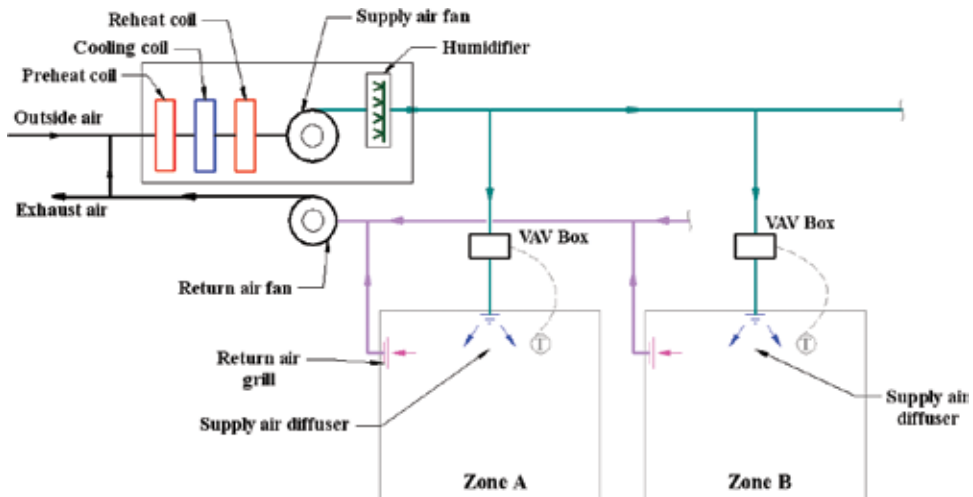 Reheat coil
Supply air fan
Cooling coil
Humidifier
Preheat coil
Outside air
Exhaust air
VAV Box
VAV Box
Return air fan
T
T
Return air
grill
Supply air diffuser
Supply air
diffuser
Zone A
Zone B